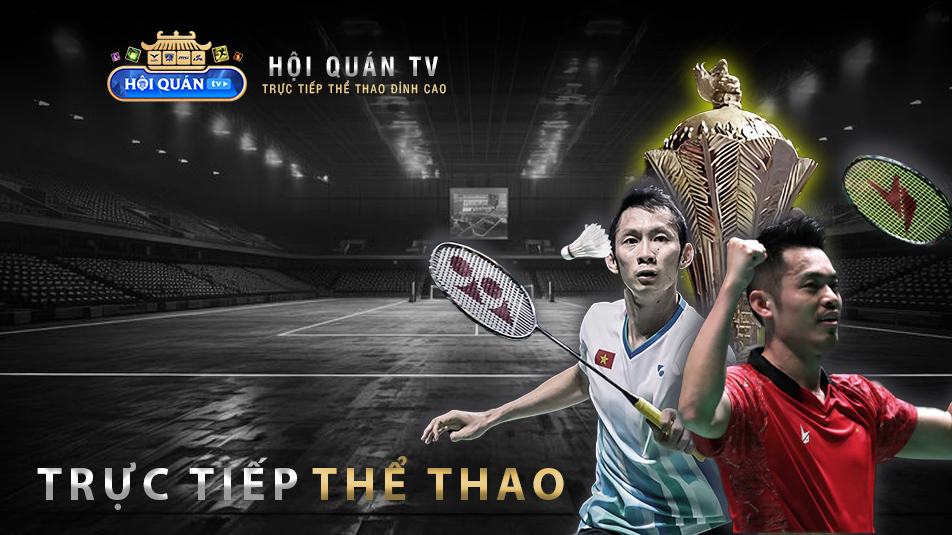 HỘI QUÁN tv
HỘI QUÁN TV
TRỰC TIẾP THỂ THAO ĐỈNH CAO
TRỰC TIẾP THỂ THAO